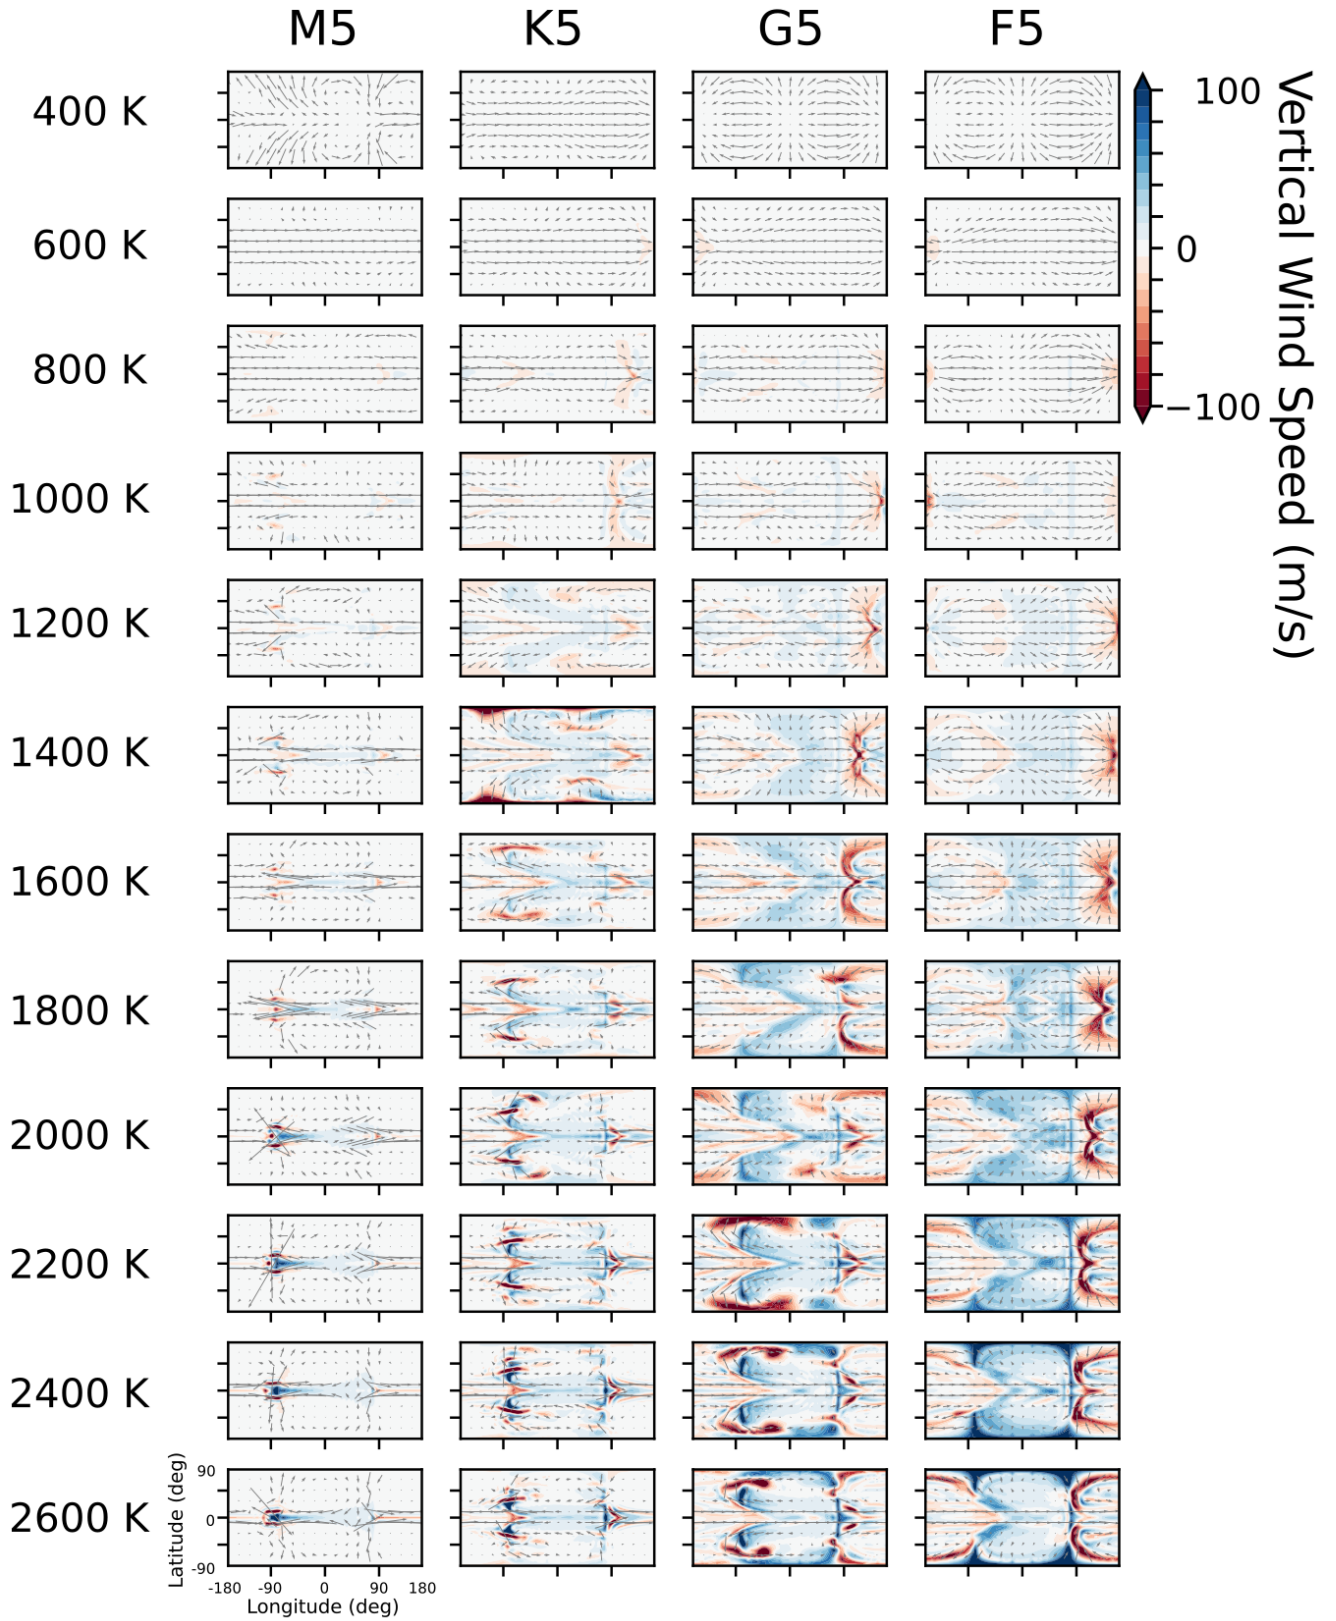 M5 K5 G5 F5
400 K
600 K
800 K
1000 K
1200 K
1400 K
1600 K
1800 K
2000 K
2200 K
2400 K
2600 K
100
0
−100
Vertical Wind Speed (m/s)
90
0
-90
Latitude (deg)
-180 -90 0 90 180
Longitude (deg)